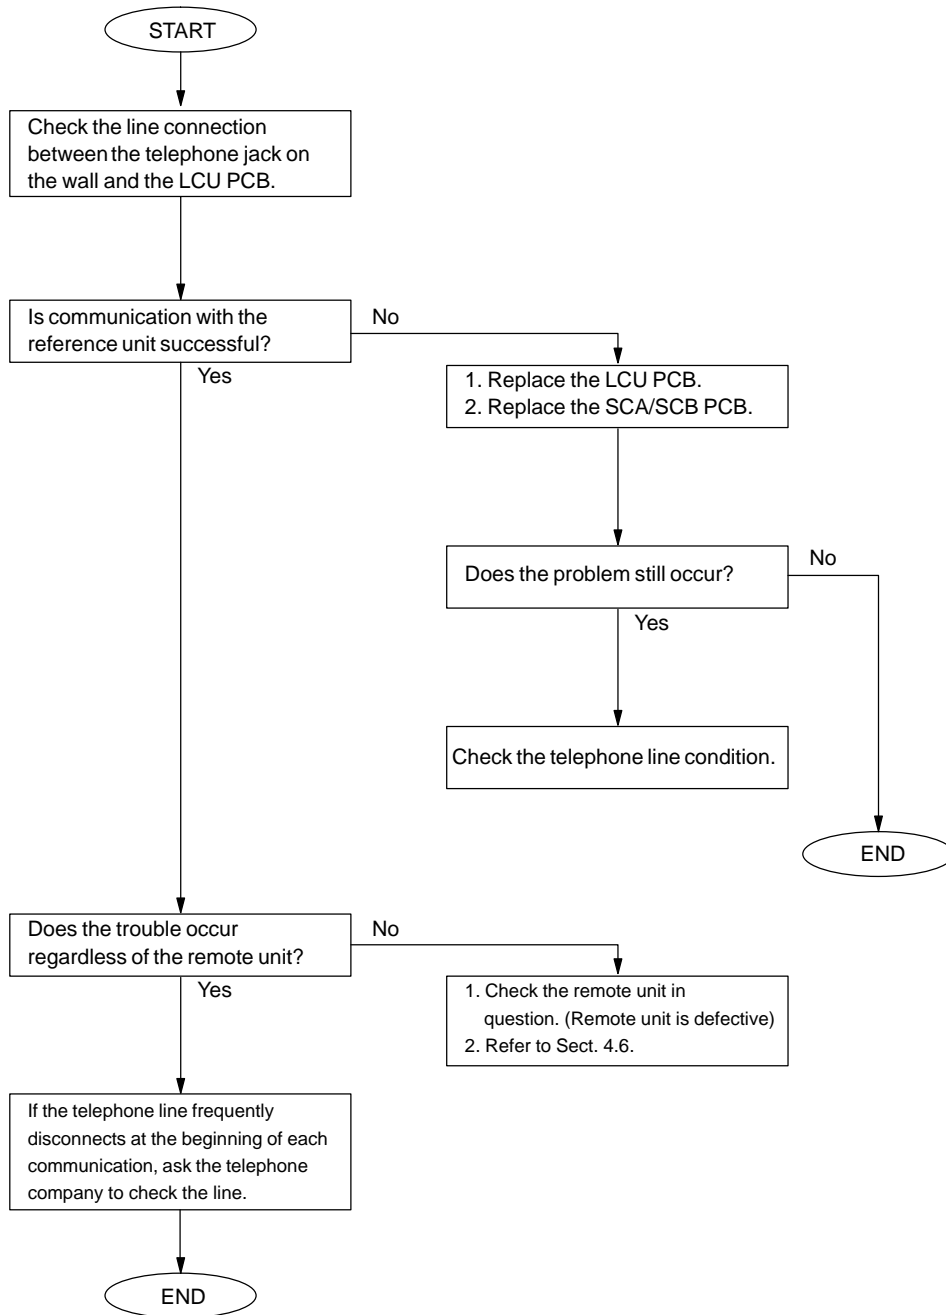 START
Check the line connection
between the telephone jack on
the wall and the LCU PCB.
Is communication with the
reference unit successful?
No
Yes
1. Replace the LCU PCB.
2. Replace the SCA/SCB PCB.
Does the problem still occur?
No
Yes
Check the telephone line condition.
END
Does the trouble occur
regardless of the remote unit?
No
Yes
1. Check the remote unit in
question. (Remote unit is defective)
2. Refer to Sect. 4.6.
If the telephone line frequently
disconnects at the beginning of each
communication, ask the telephone
company to check the line.
END